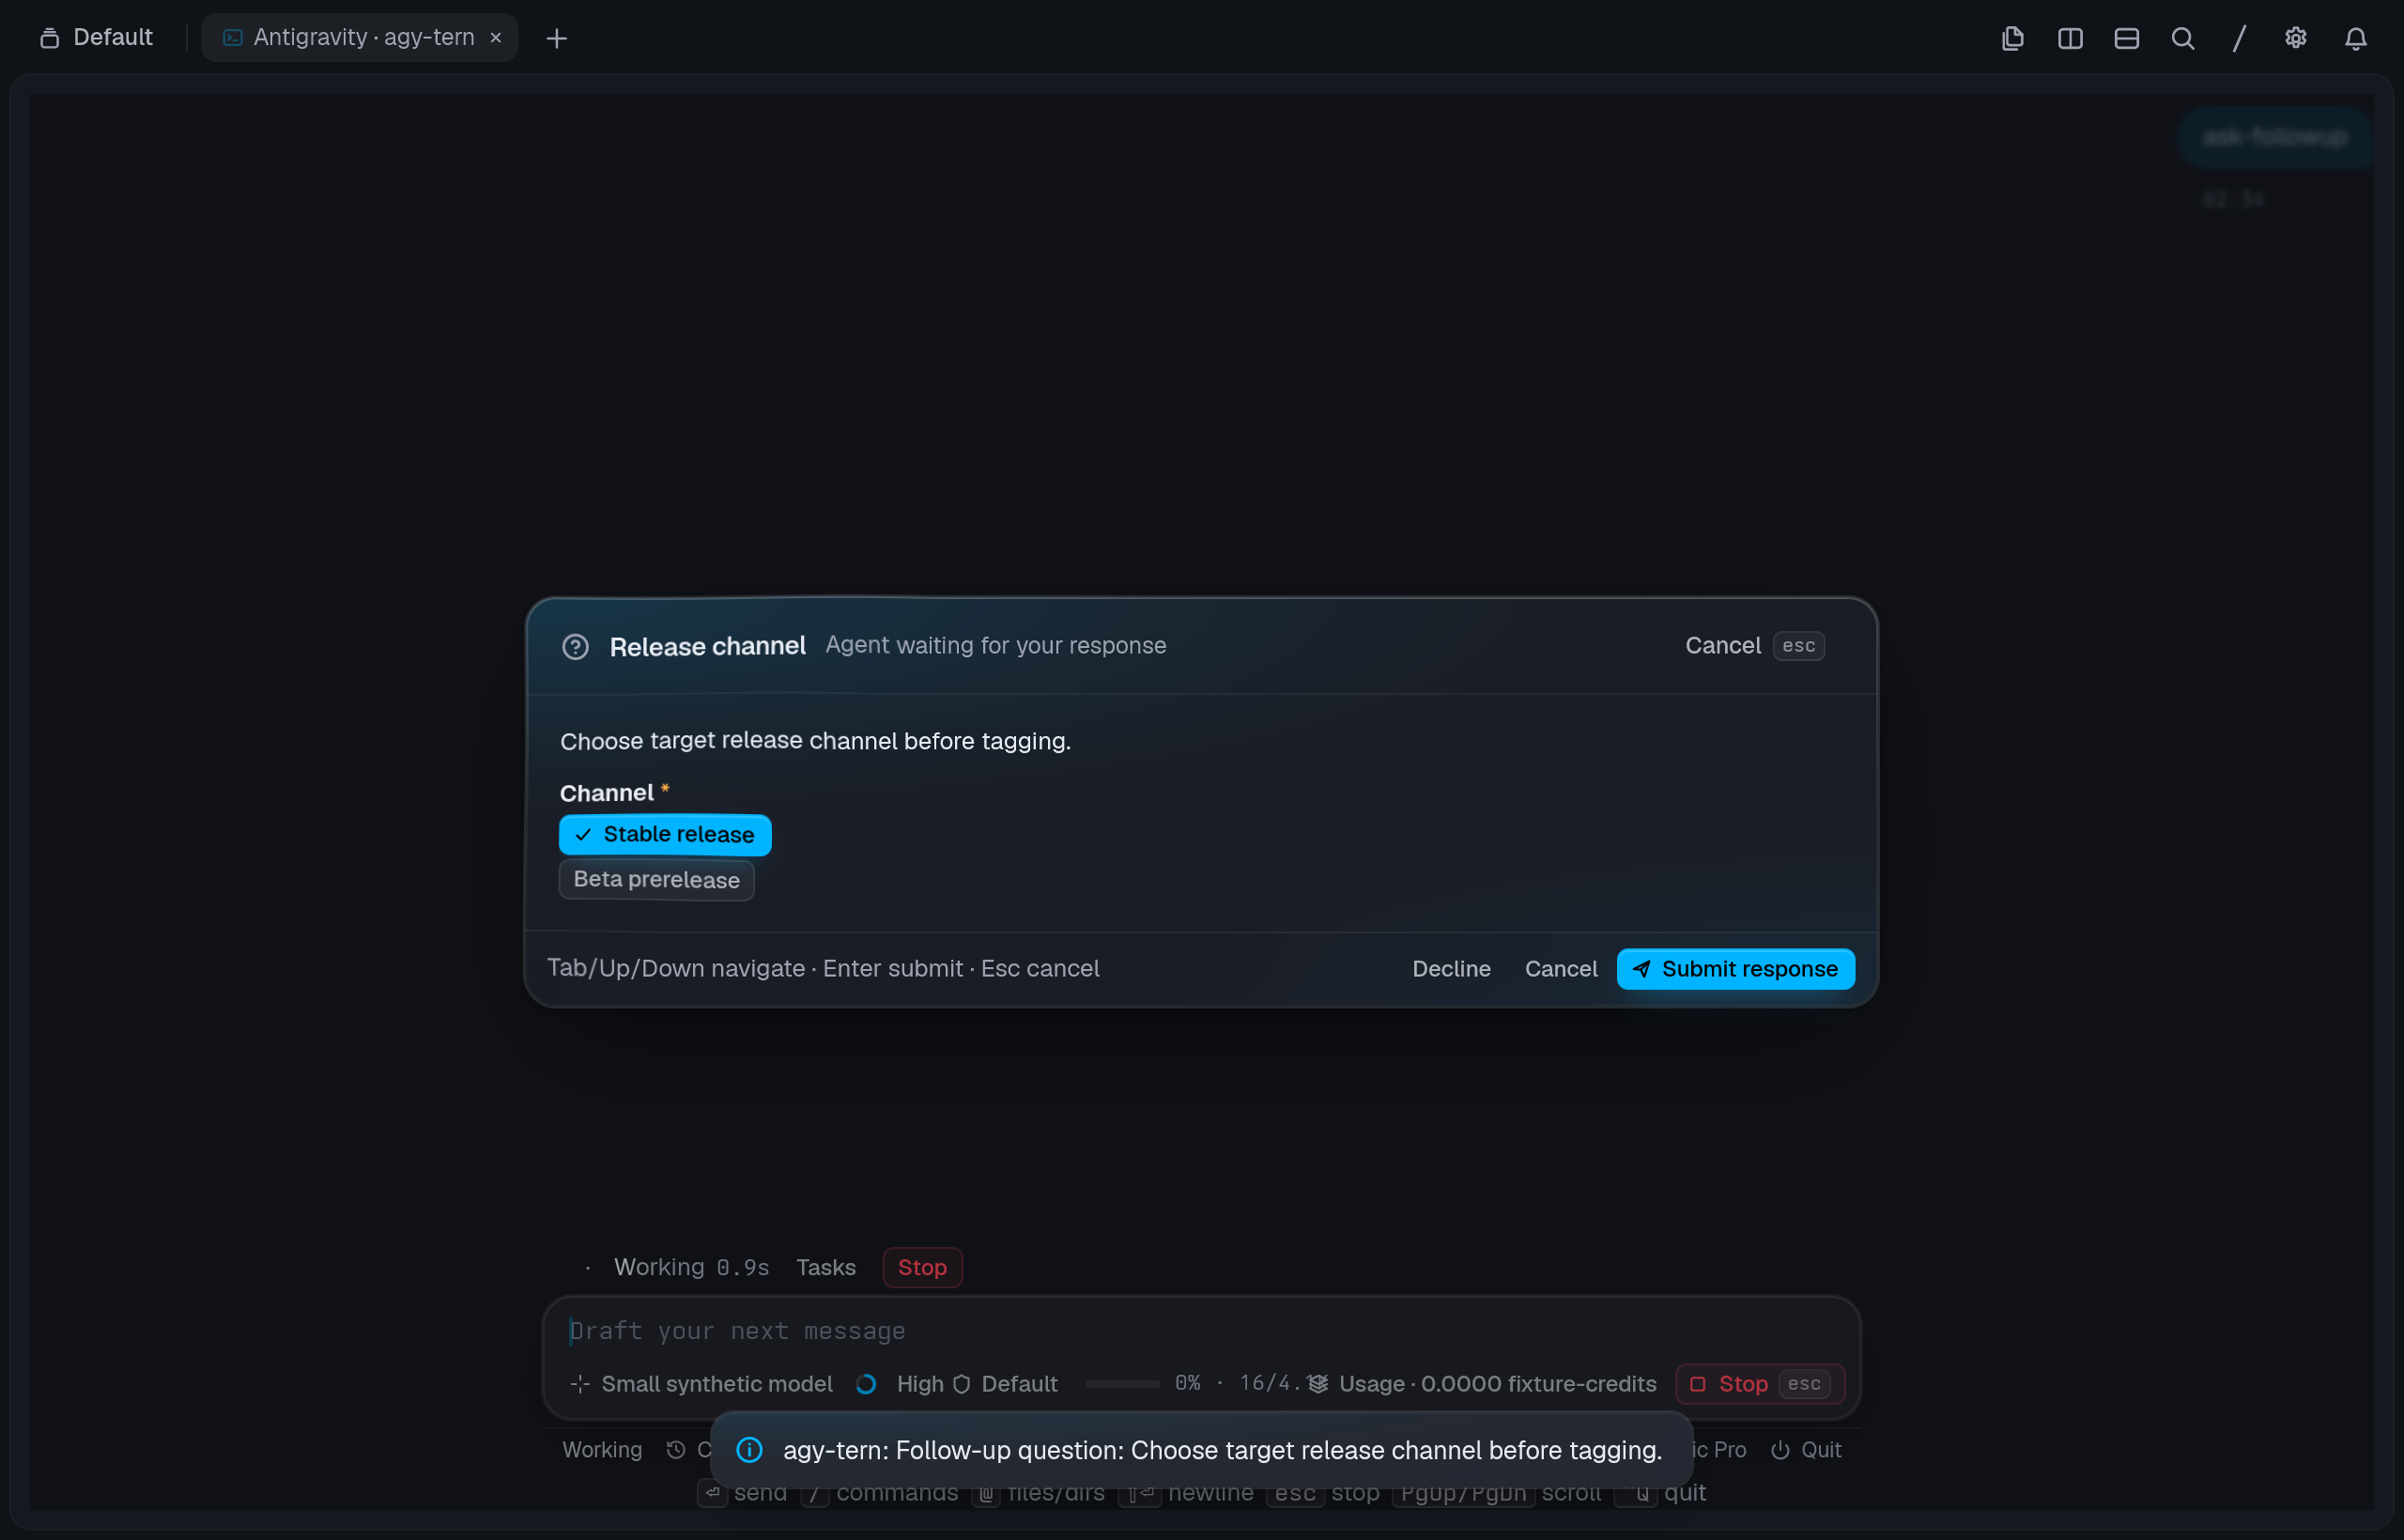 Default
Antigravity · agy-tern
ask-followup
02:34
Release channel Agent waiting for your response Cancel esc
Choose target release channel before tagging.
Channel *
Stable release
Beta prerelease
Tab/Up/Down navigate · Enter submit · Esc cancel Decline Cancel Submit response
· Working 0.9s Tasks Stop
Draft your next message
Small synthetic model High Default 0% · 16/4. Usage · 0.0000 fixture-credits Stop esc
Working C ic Pro Quit
agy-tern: Follow-up question: Choose target release channel before tagging.
send / commands @ files/dirs newline esc stop PgUp/PgDn scroll Q quit